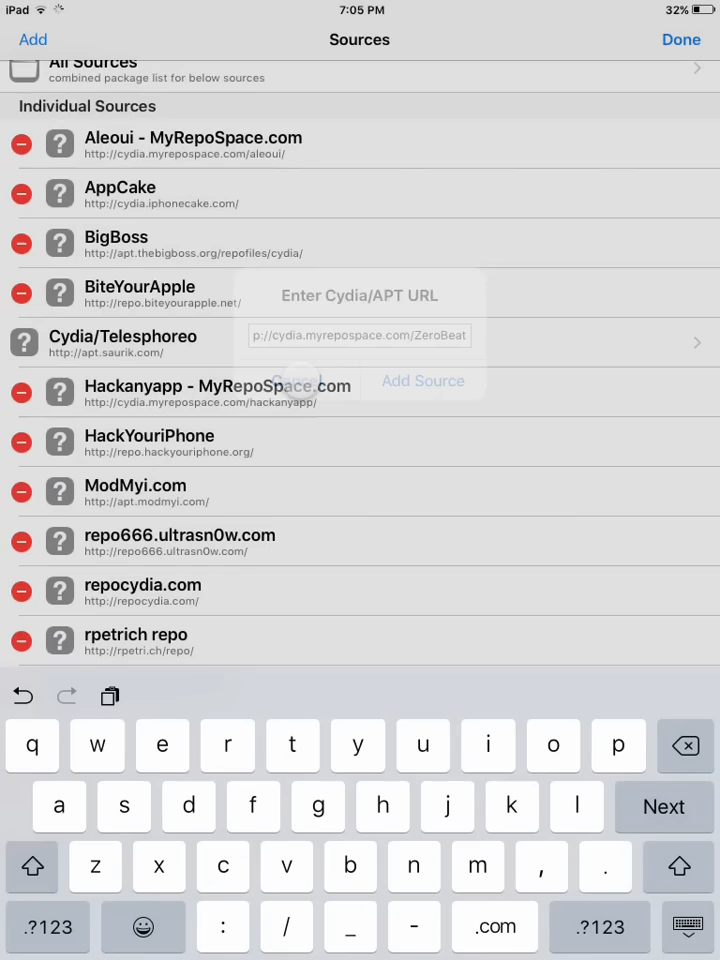 iPad 7:05 PM 32%
Add Sources Done
All Sources
combined package list for below sources
Individual Sources
Aleoui - MyRepoSpace.com
http://cydia.myrepospace.com/aleoui/
AppCake
http://cydia.iphonecake.com/
BigBoss
http://apt.thebigboss.org/repofiles/cydia/
BiteYourApple
http://repo.biteyourapple.net/
Enter Cydia/APT URL
p://cydia.myrepospace.com/ZeroBeat
Cancel Add Source
Cydia/Telesphoreo
http://apt.saurik.com/
Hackanyapp - MyRepoSpace.com
http://cydia.myrepospace.com/hackanyapp/
HackYouriPhone
http://repo.hackyouriphone.org/
ModMyi.com
http://apt.modmyi.com/
repo666.ultrasn0w.com
http://repo666.ultrasn0w.com/
repocydia.com
http://repocydia.com/
rpetrich repo
http://rpetri.ch/repo/
q w e r t y u i o p
a s d f g h j k l Next
z x c v b n m , .
.?123 : / _ - .com .?123